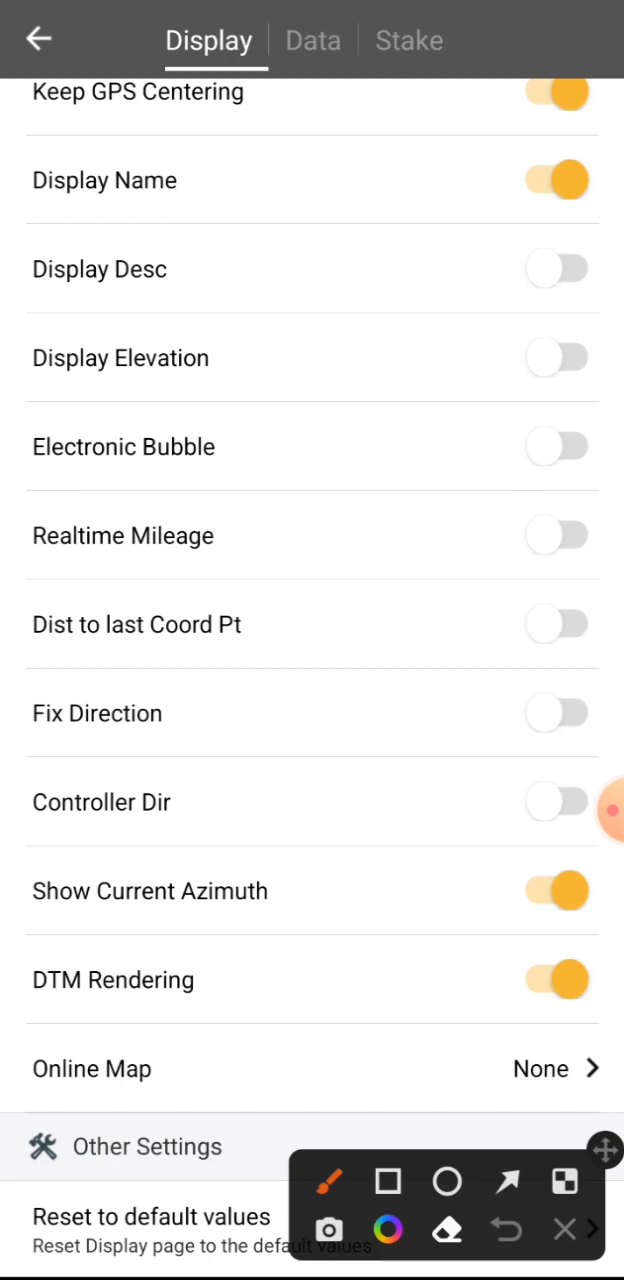 Display
Data
Stake
Keep GPS Centering
Display Name
Display Desc
Display Elevation
Electronic Bubble
Realtime Mileage
Dist to last Coord Pt
Fix Direction
Controller Dir
Show Current Azimuth
DTM Rendering
Online Map None
Other Settings
Reset to default values
Reset Display page to the default values